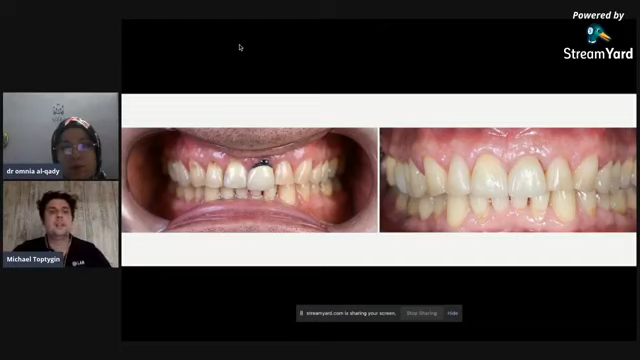 Powered by
StreamYard
dr omnia al-qady
Michael Toptygin
streamyard.com is sharing your screen.
Stop Sharing
Hide